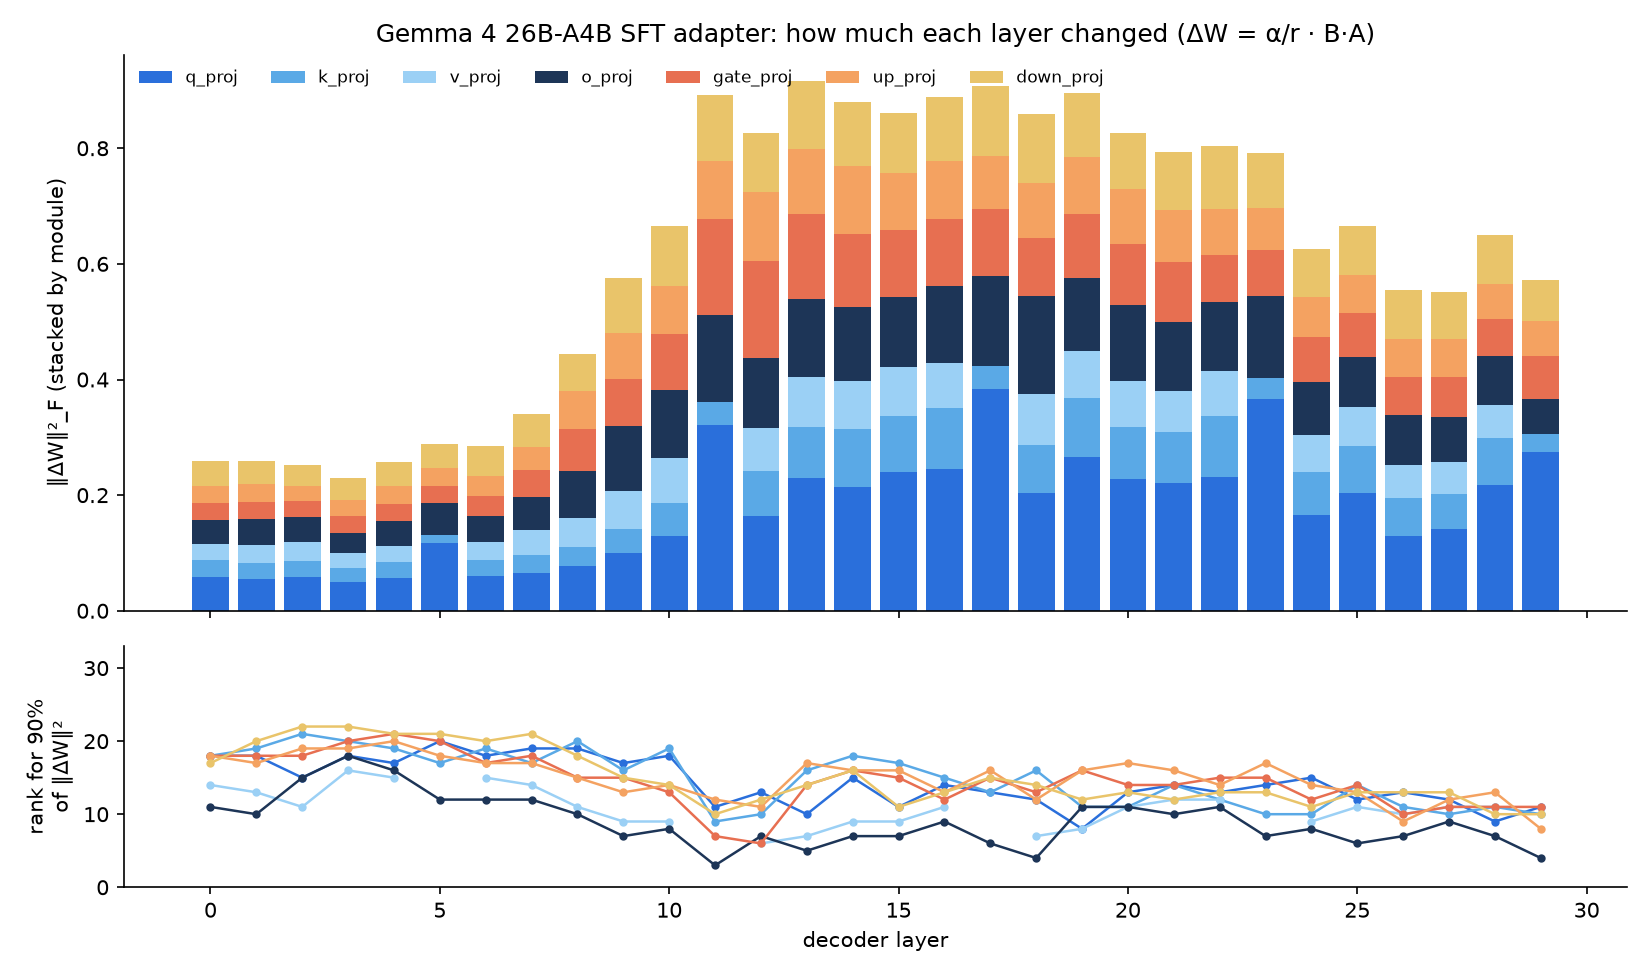 Gemma 4 26B-A4B SFT adapter: how much each layer changed (ΔW = α/r · B·A)
q_proj k_proj v_proj o_proj gate_proj up_proj down_proj
‖ΔW‖²_F (stacked by module)
0.8
0.6
0.4
0.2
0.0
rank for 90%
of ‖ΔW‖²
30
20
10
0
0 5 10 15 20 25 30
decoder layer